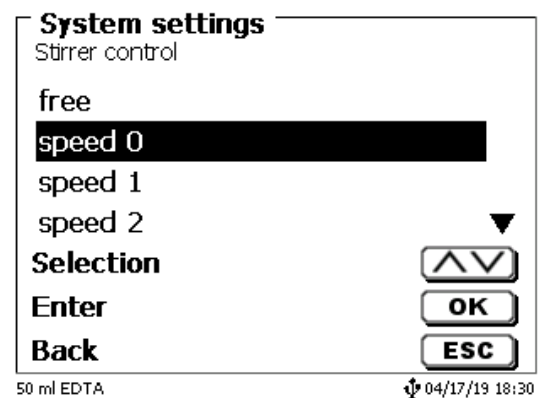 System settings
Stirrer control
free
speed 0
speed 1
speed 2
Selection
Enter OK
Back ESC
50 ml EDTA 04/17/19 18:30